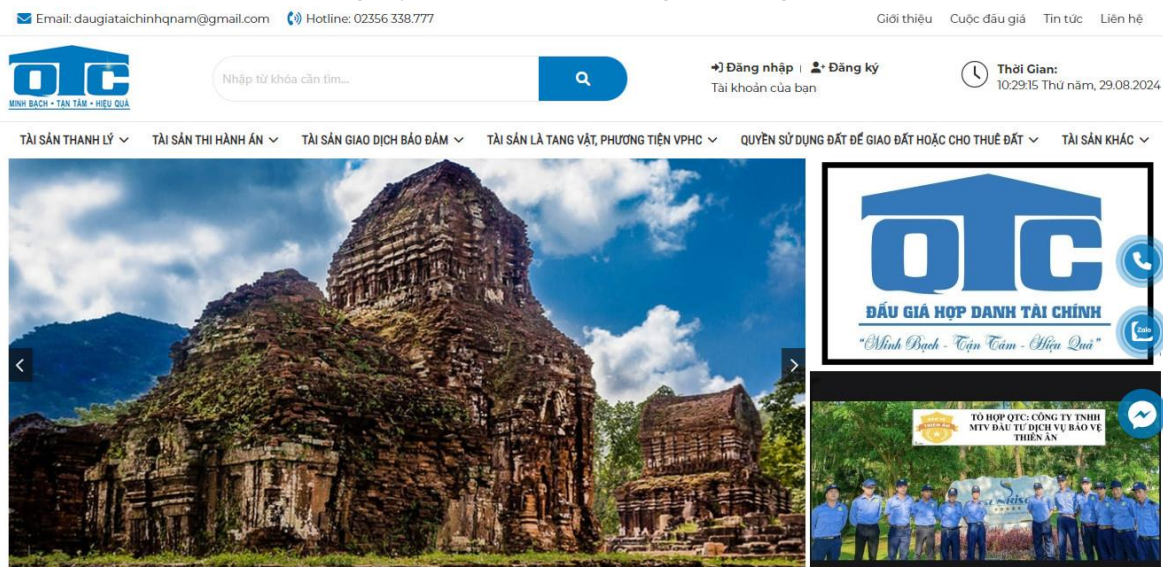 Email: daugiataichinhqnam@gmail.com
Hotline: 02356 338.777
Giới thiệu
Cuộc đấu giá
Tin tức
Liên hệ
QTC
MINH BẠCH • TẬN TÂM • HIỆU QUẢ
Nhập từ khóa cần tìm...
Đăng nhập | Đăng ký
Tài khoản của bạn
Thời Gian:
10:29:15 Thứ năm, 29.08.2024
TÀI SẢN THANH LÝ
TÀI SẢN THI HÀNH ÁN
TÀI SẢN GIAO DỊCH BẢO ĐẢM
TÀI SẢN LÀ TANG VẬT, PHƯƠNG TIỆN VPHC
QUYỀN SỬ DỤNG ĐẤT ĐỂ GIAO ĐẤT HOẶC CHO THUÊ ĐẤT
TÀI SẢN KHÁC
QTC
ĐẤU GIÁ HỢP DANH TÀI CHÍNH
"Minh Bạch - Tận Tâm - Hiệu Quả"
Zalo
TỔ HỢP QTC: CÔNG TY TNHH
MTV ĐẦU TƯ DỊCH VỤ BẢO VỆ
THIÊN ÂN